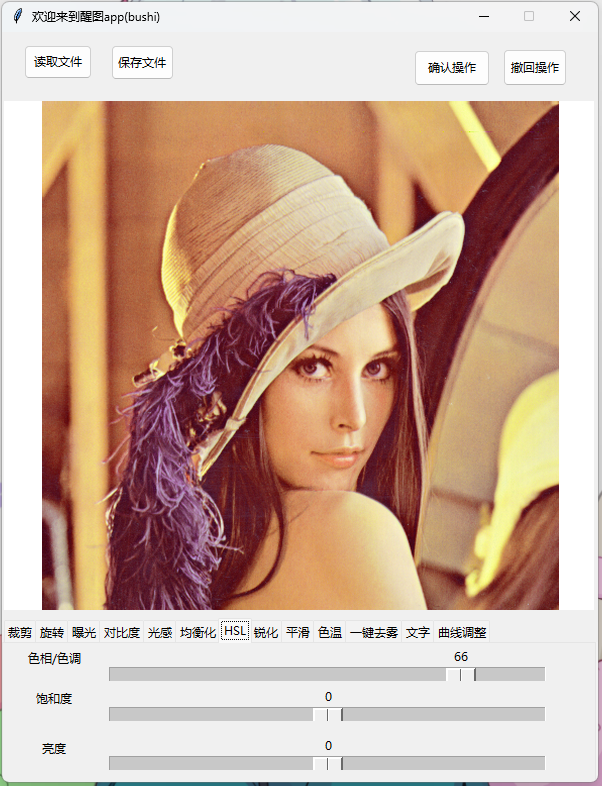 欢迎来到醒图app(bushi)
读取文件 保存文件 确认操作 撤回操作
裁剪 旋转 曝光 对比度 光感 均衡化 HSL 锐化 平滑 色温 一键去雾 文字 曲线调整
色相/色调 66
饱和度 0
亮度 0